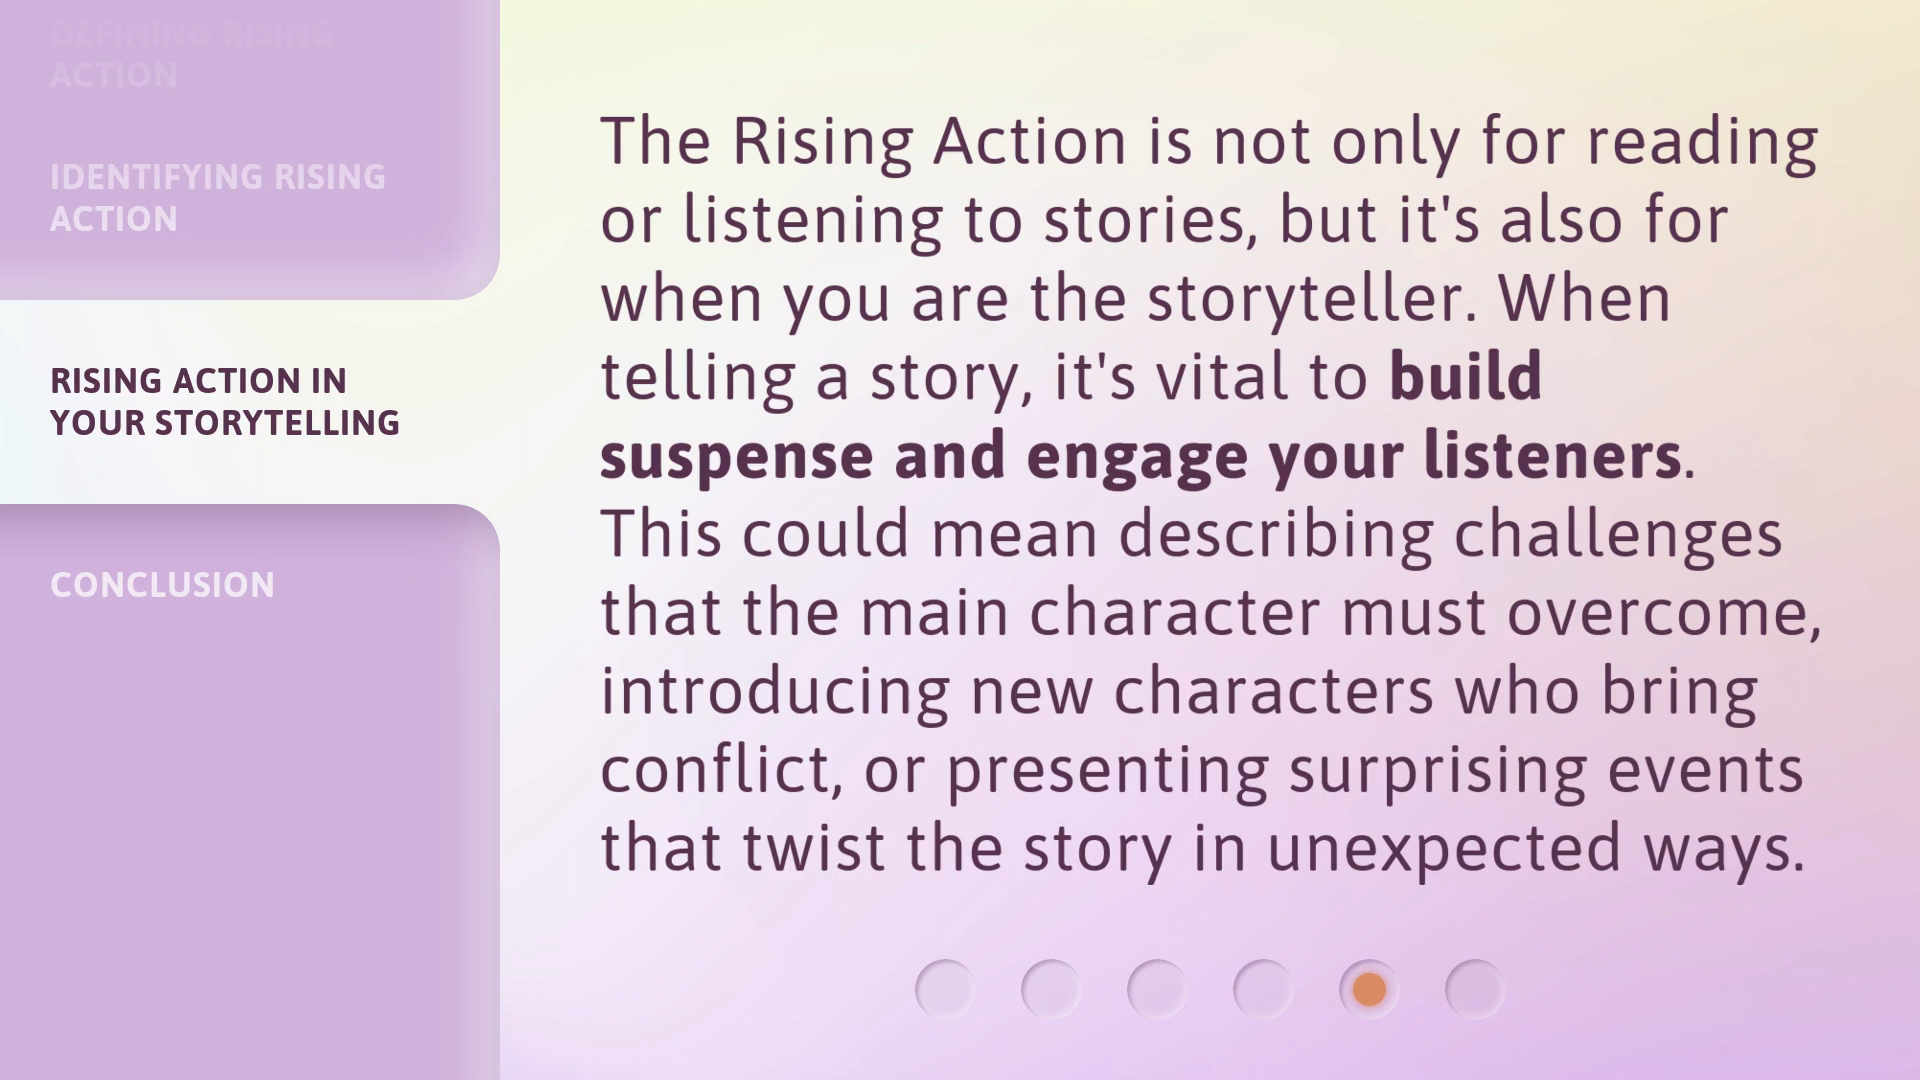 DEFINING RISING
ACTION
IDENTIFYING RISING
ACTION
RISING ACTION IN
YOUR STORYTELLING
CONCLUSION
The Rising Action is not only for reading
or listening to stories, but it's also for
when you are the storyteller. When
telling a story, it's vital to build
suspense and engage your listeners.
This could mean describing challenges
that the main character must overcome,
introducing new characters who bring
conflict, or presenting surprising events
that twist the story in unexpected ways.